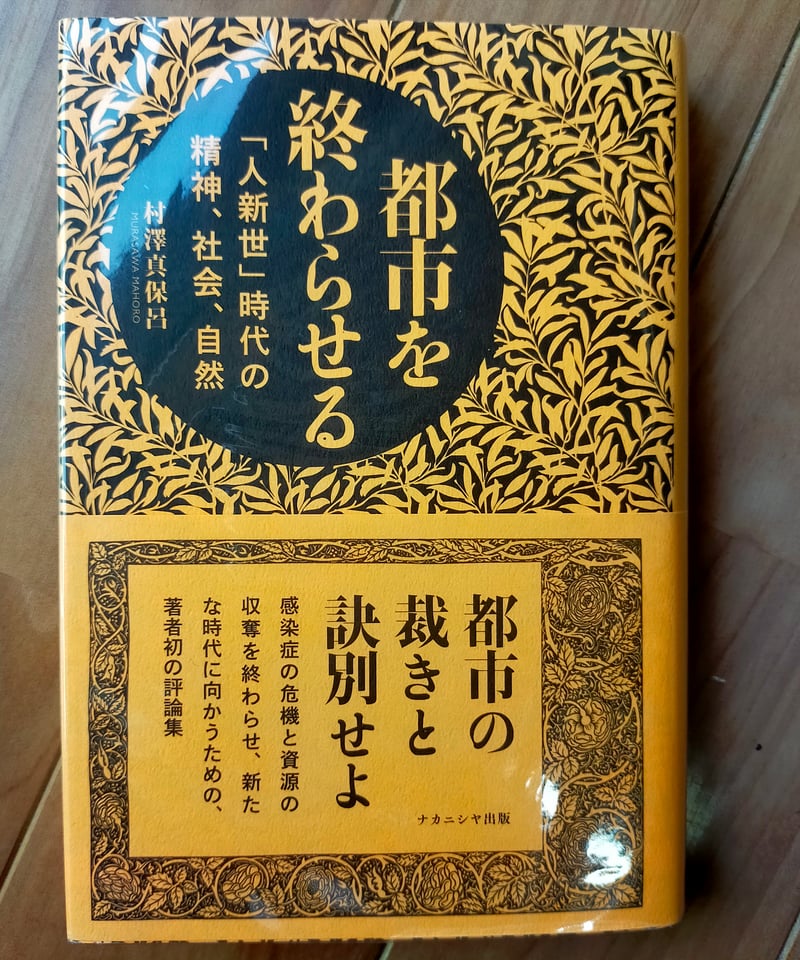 都市を
終わらせる
「人新世」時代の
精神、社会、自然
村澤真保呂
MURASAWA MAHORO
都市の
裁きと
訣別せよ
感染症の危機と資源の
収奪を終わらせ、新た
な時代に向かうための、
著者初の評論集
ナカニシヤ出版